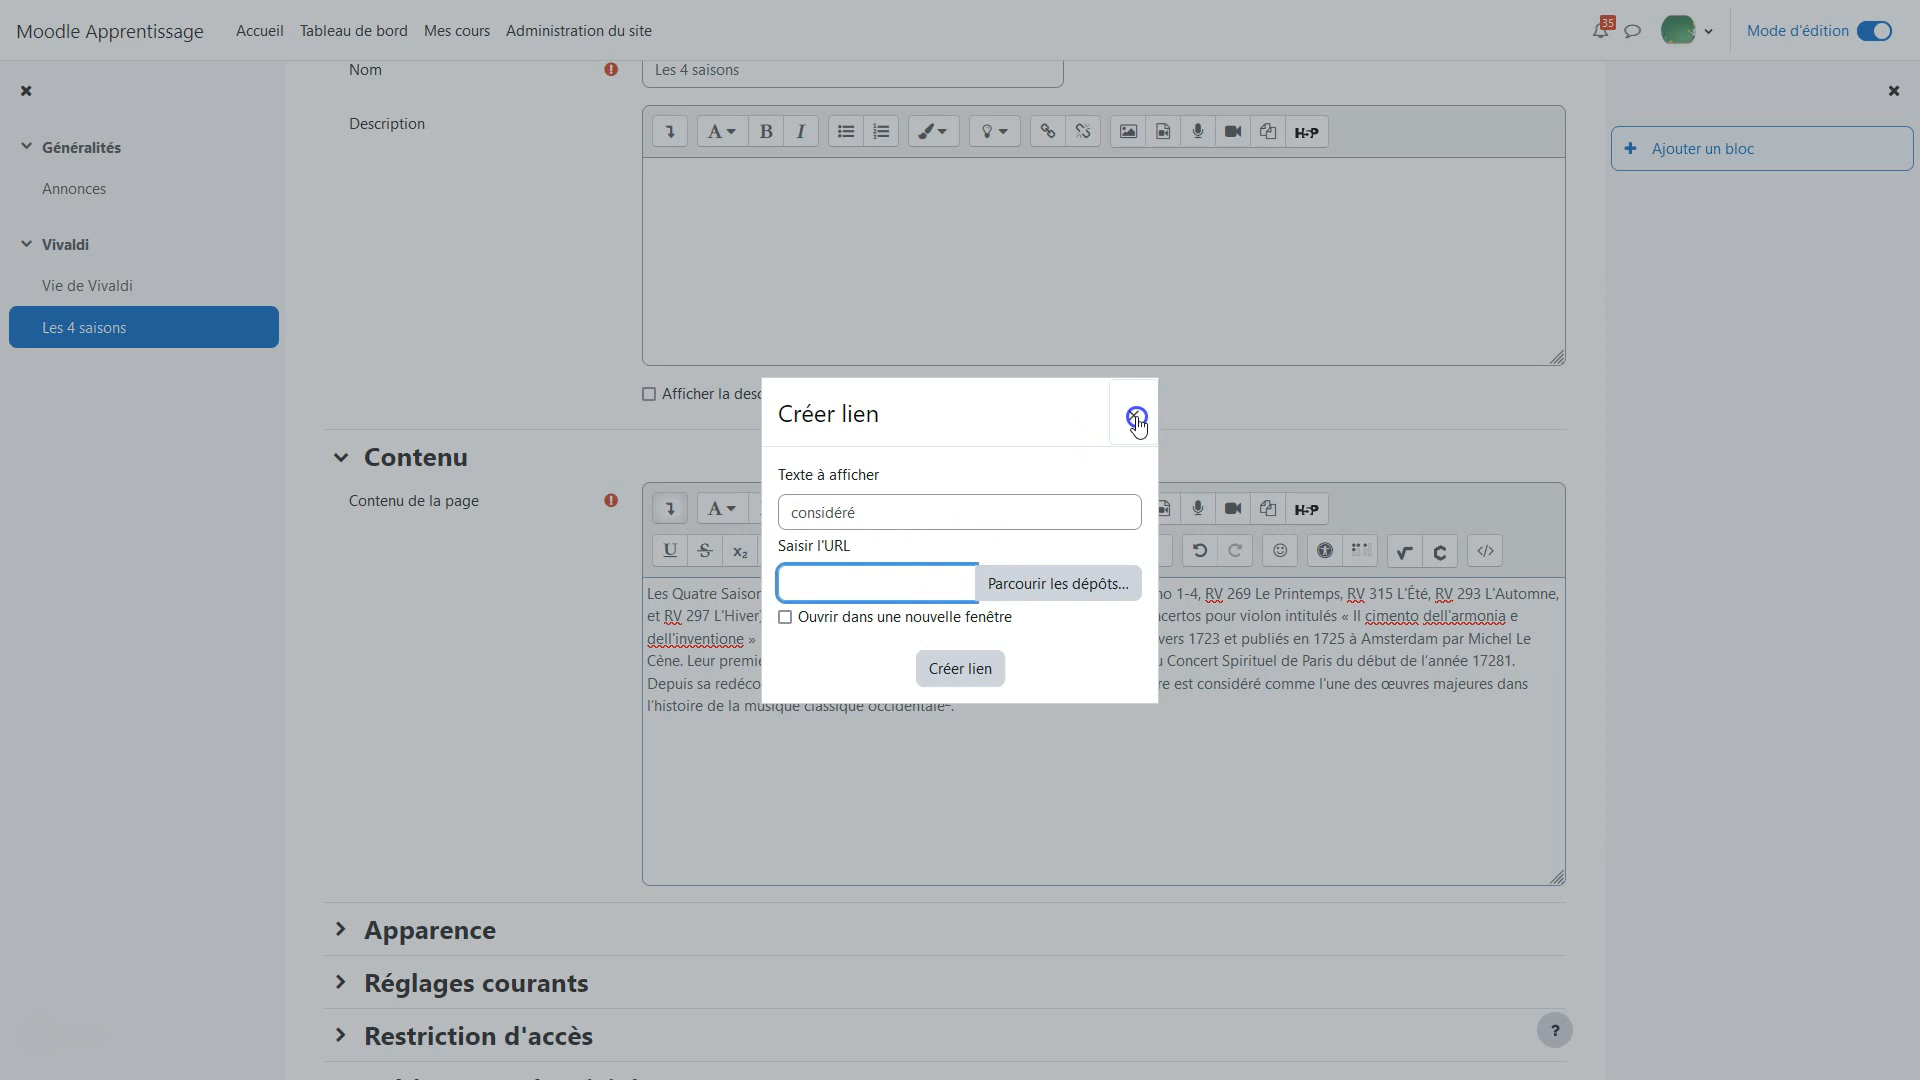 Moodle Apprentissage Accueil Tableau de bord Mes cours Administration du site 35 Mode d'édition
Nom Les 4 saisons
Description
H-P
Généralités
Annonces
Vivaldi
Vie de Vivaldi
Les 4 saisons
Ajouter un bloc
Afficher la desc
Créer lien
Texte à afficher
considéré
Saisir l'URL
Parcourir les dépôts...
Ouvrir dans une nouvelle fenêtre
Créer lien
Contenu
Contenu de la page
H-P
Les Quatre Saison no 1-4, RV 269 Le Printemps, RV 315 L'Été, RV 293 L'Automne,
et RV 297 L'Hiver certos pour violon intitulés « Il cimento dell'armonia e
dell'inventione » vers 1723 et publiés en 1725 à Amsterdam par Michel Le
Cène. Leur premiè Concert Spirituel de Paris du début de l'année 17281.
Depuis sa redéco re est considéré comme l'une des œuvres majeures dans
l'histoire de la musique classique occidentale².
Apparence
Réglages courants
Restriction d'accès
?